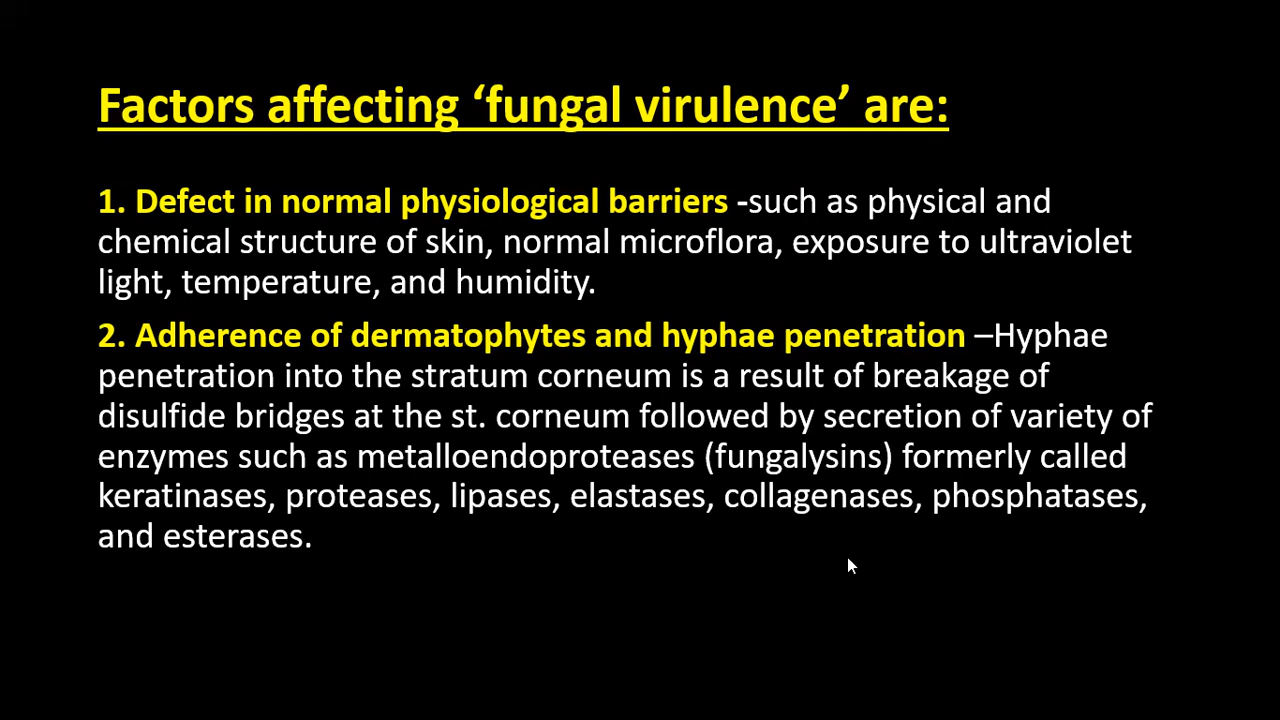 Factors affecting ‘fungal virulence’ are:
1. Defect in normal physiological barriers -such as physical and
chemical structure of skin, normal microflora, exposure to ultraviolet
light, temperature, and humidity.
2. Adherence of dermatophytes and hyphae penetration –Hyphae
penetration into the stratum corneum is a result of breakage of
disulfide bridges at the st. corneum followed by secretion of variety of
enzymes such as metalloendoproteases (fungalysins) formerly called
keratinases, proteases, lipases, elastases, collagenases, phosphatases,
and esterases.